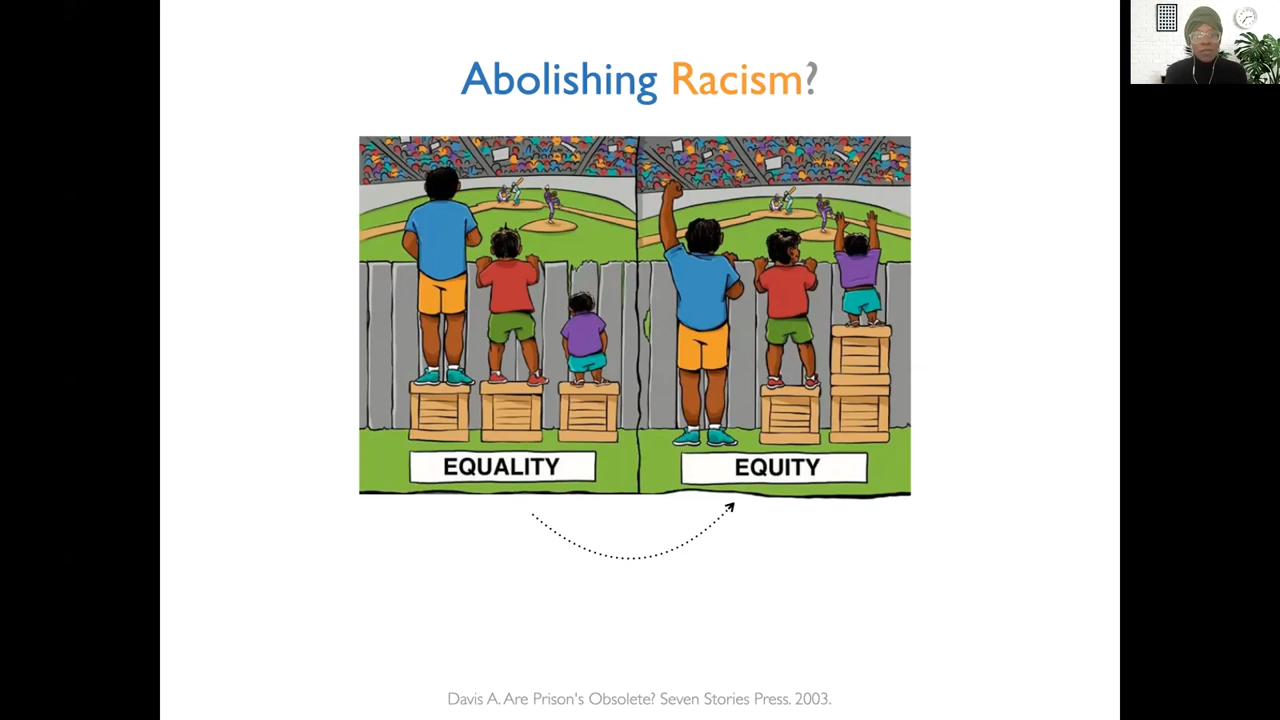 Abolishing Racism?
EQUALITY
EQUITY
Davis A. Are Prison's Obsolete? Seven Stories Press. 2003.